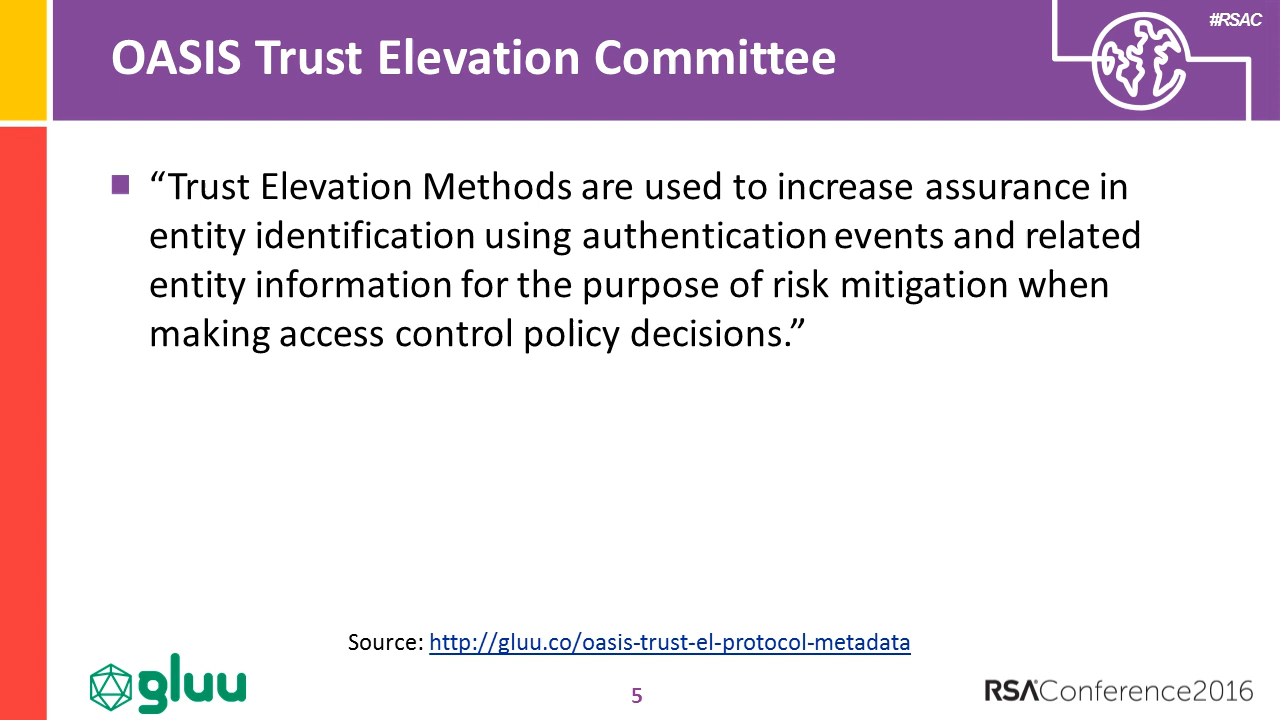 #RSAC
OASIS Trust Elevation Committee
“Trust Elevation Methods are used to increase assurance in
entity identification using authentication events and related
entity information for the purpose of risk mitigation when
making access control policy decisions.”
Source: http://gluu.co/oasis-trust-el-protocol-metadata
gluu
5
RSAConference2016